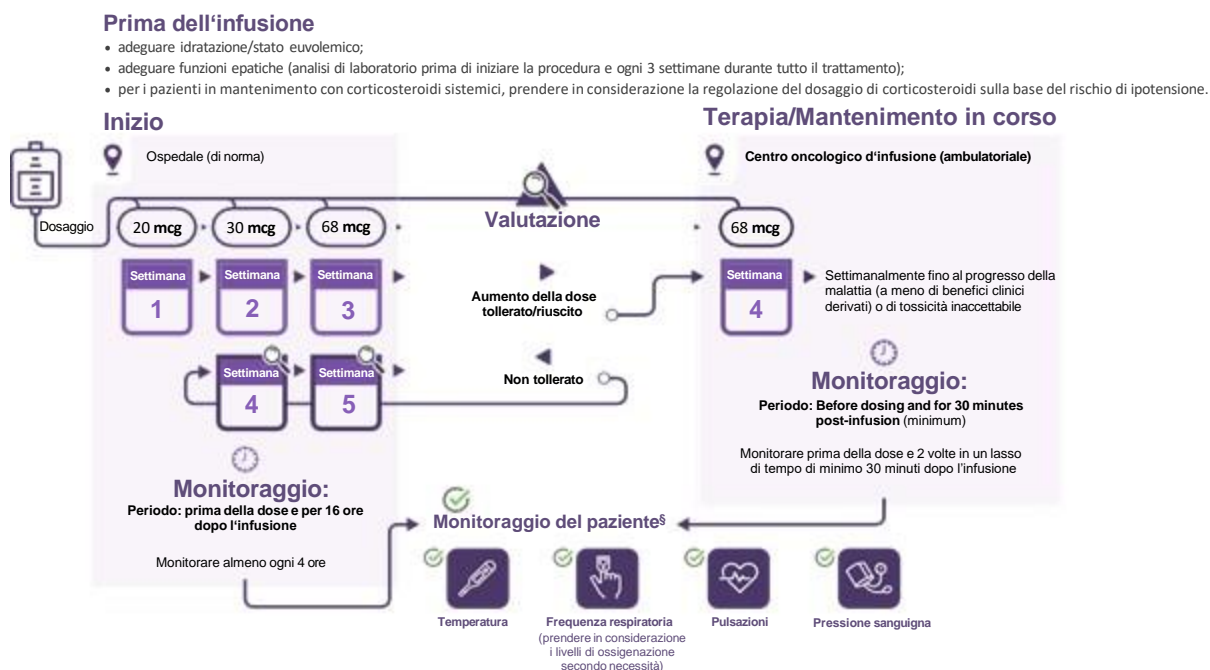 Prima dell‘infusione
• adeguare idratazione/stato euvolemico;
• adeguare funzioni epatiche (analisi di laboratorio prima di iniziare la procedura e ogni 3 settimane durante tutto il trattamento);
• per i pazienti in mantenimento con corticosteroidi sistemici, prendere in considerazione la regolazione del dosaggio di corticosteroidi sulla base del rischio di ipotensione.
Inizio
Ospedale (di norma)
Dosaggio
20 mcg
30 mcg
68 mcg
Settimana
1
Settimana
2
Settimana
3
Settimana
4
Settimana
5
Monitoraggio:
Periodo: prima della dose e per 16 ore
dopo l‘infusione
Monitorare almeno ogni 4 ore
Valutazione
Aumento della dose
tollerato/riuscito
Non tollerato
Terapia/Mantenimento in corso
Centro oncologico d‘infusione (ambulatoriale)
68 mcg
Settimana
4
Settimanalmente fino al progresso della
malattia (a meno di benefici clinici
derivati) o di tossicità inaccettabile
Monitoraggio:
Periodo: Before dosing and for 30 minutes
post-infusion (minimum)
Monitorare prima della dose e 2 volte in un lasso
di tempo di minimo 30 minuti dopo l’infusione
Monitoraggio del paziente§
Temperatura
Frequenza respiratoria
(prendere in considerazione
i livelli di ossigenazione
secondo necessità)
Pulsazioni
Pressione sanguigna